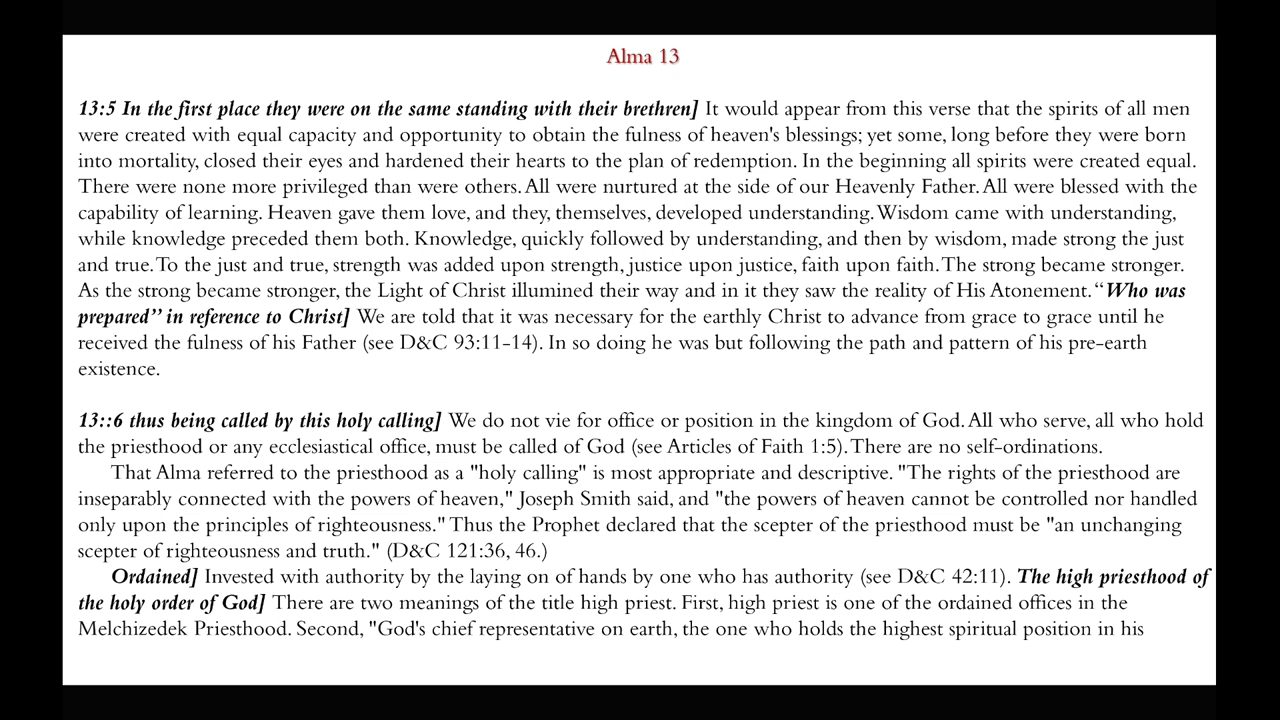 Alma 13
13:5 In the first place they were on the same standing with their brethren] It would appear from this verse that the spirits of all men
were created with equal capacity and opportunity to obtain the fulness of heaven's blessings; yet some, long before they were born
into mortality, closed their eyes and hardened their hearts to the plan of redemption. In the beginning all spirits were created equal.
There were none more privileged than were others. All were nurtured at the side of our Heavenly Father. All were blessed with the
capability of learning. Heaven gave them love, and they, themselves, developed understanding. Wisdom came with understanding,
while knowledge preceded them both. Knowledge, quickly followed by understanding, and then by wisdom, made strong the just
and true. To the just and true, strength was added upon strength, justice upon justice, faith upon faith. The strong became stronger.
As the strong became stronger, the Light of Christ illumined their way and in it they saw the reality of His Atonement. “Who was
prepared” in reference to Christ] We are told that it was necessary for the earthly Christ to advance from grace to grace until he
received the fulness of his Father (see D&C 93:11-14). In so doing he was but following the path and pattern of his pre-earth
existence.
13::6 thus being called by this holy calling] We do not vie for office or position in the kingdom of God. All who serve, all who hold
the priesthood or any ecclesiastical office, must be called of God (see Articles of Faith 1:5). There are no self-ordinations.
That Alma referred to the priesthood as a "holy calling" is most appropriate and descriptive. "The rights of the priesthood are
inseparably connected with the powers of heaven," Joseph Smith said, and "the powers of heaven cannot be controlled nor handled
only upon the principles of righteousness." Thus the Prophet declared that the scepter of the priesthood must be "an unchanging
scepter of righteousness and truth." (D&C 121:36, 46.)
Ordained] Invested with authority by the laying on of hands by one who has authority (see D&C 42:11). The high priesthood of
the holy order of God] There are two meanings of the title high priest. First, high priest is one of the ordained offices in the
Melchizedek Priesthood. Second, "God's chief representative on earth, the one who holds the highest spiritual position in his